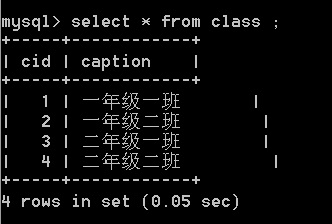 mysql> select * from class ;
+-----+------------+
| cid | caption    |
+-----+------------+
|   1 | 一年级一班       |
|   2 | 一年级二班        |
|   3 | 二年级一班        |
|   4 | 二年级二班         |
+-----+------------+
4 rows in set (0.05 sec)